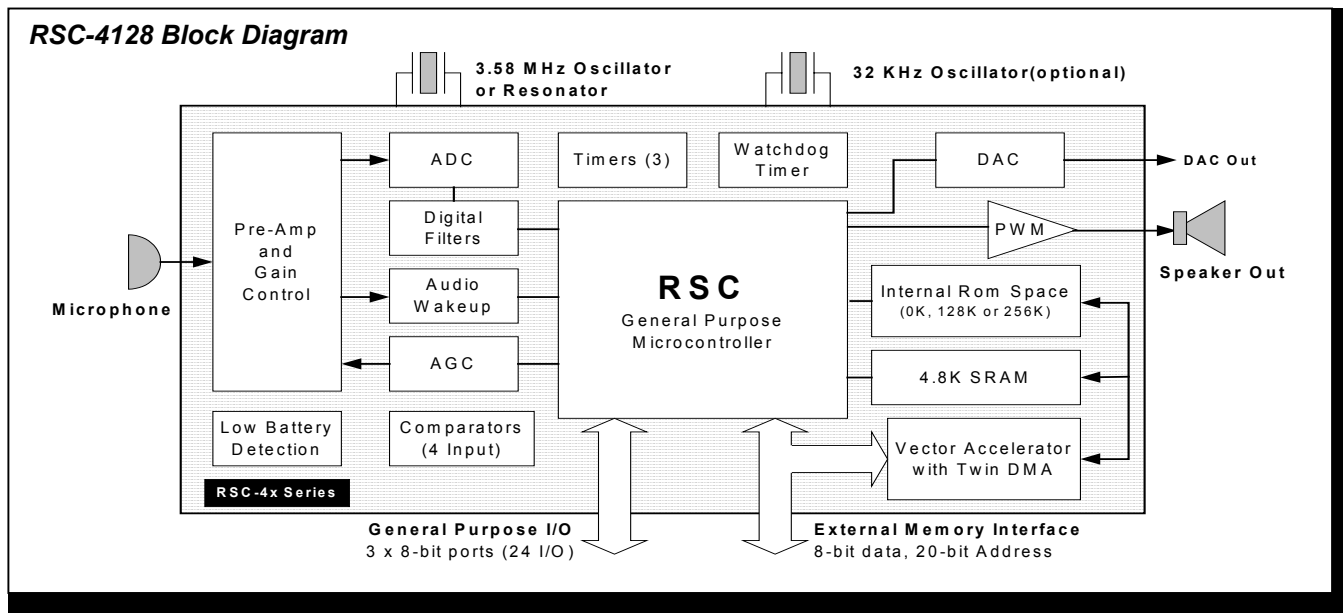 RSC-4128 Block Diagram
3.58 MHz Oscillator
or Resonator
32 KHz Oscillator(optional)
ADC
Timers (3)
Watchdog
Timer
DAC
DAC Out
Pre-Amp
and
Gain
Control
Digital
Filters
PWM
Speaker Out
Microphone
Audio
Wakeup
RSC
General Purpose
Microcontroller
Internal Rom Space
(0K, 128K or 256K)
AGC
4.8K SRAM
Low Battery
Detection
Comparators
(4 Input)
Vector Accelerator
with Twin DMA
RSC-4x Series
General Purpose I/O
3 x 8-bit ports (24 I/O)
External Memory Interface
8-bit data, 20-bit Address